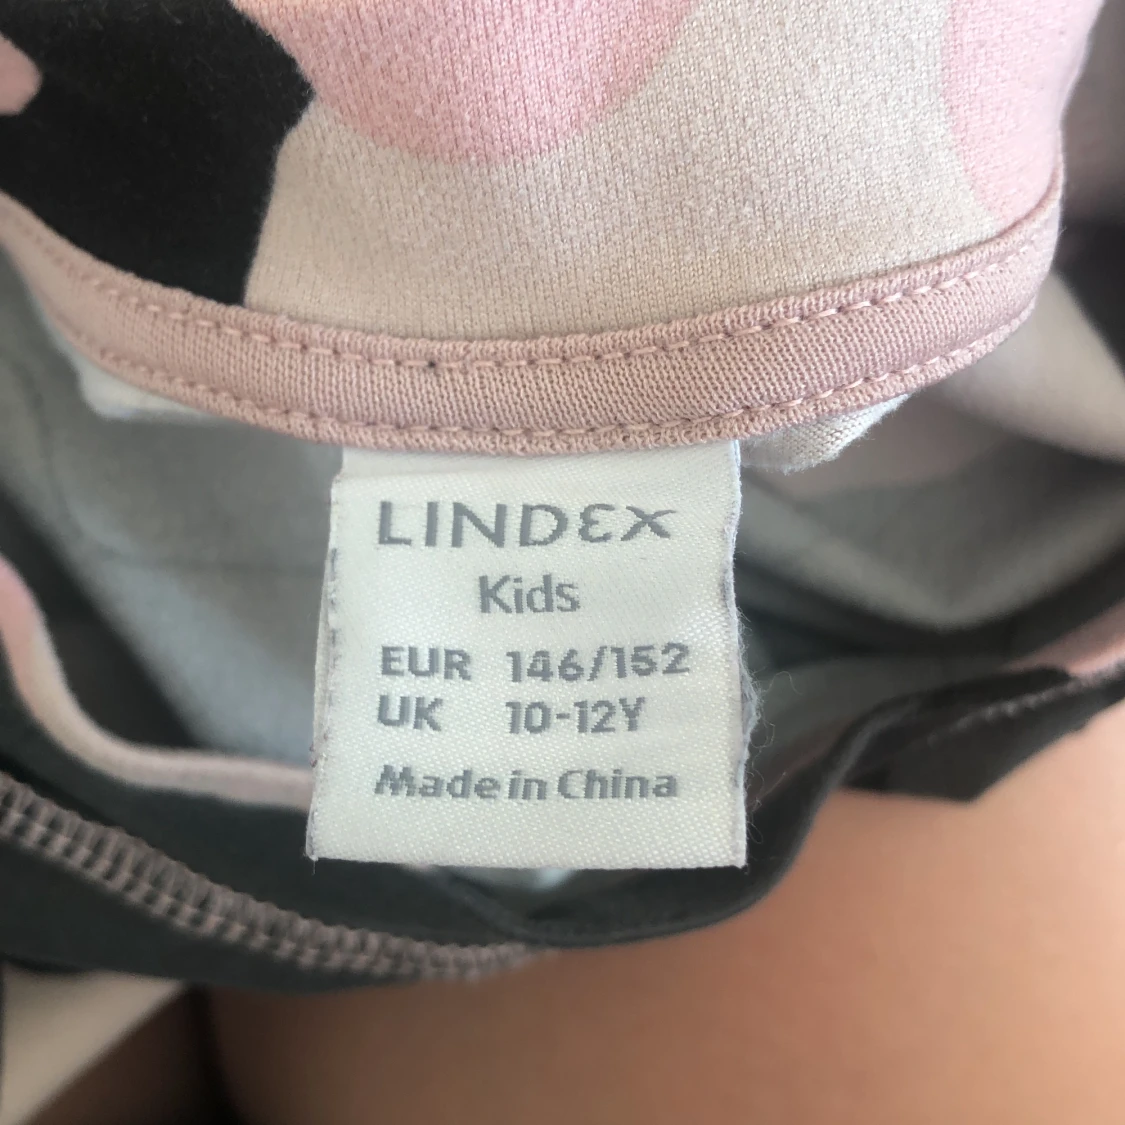 LINDEX
Kids
EUR 146/152
UK 10-12Y
Made in China